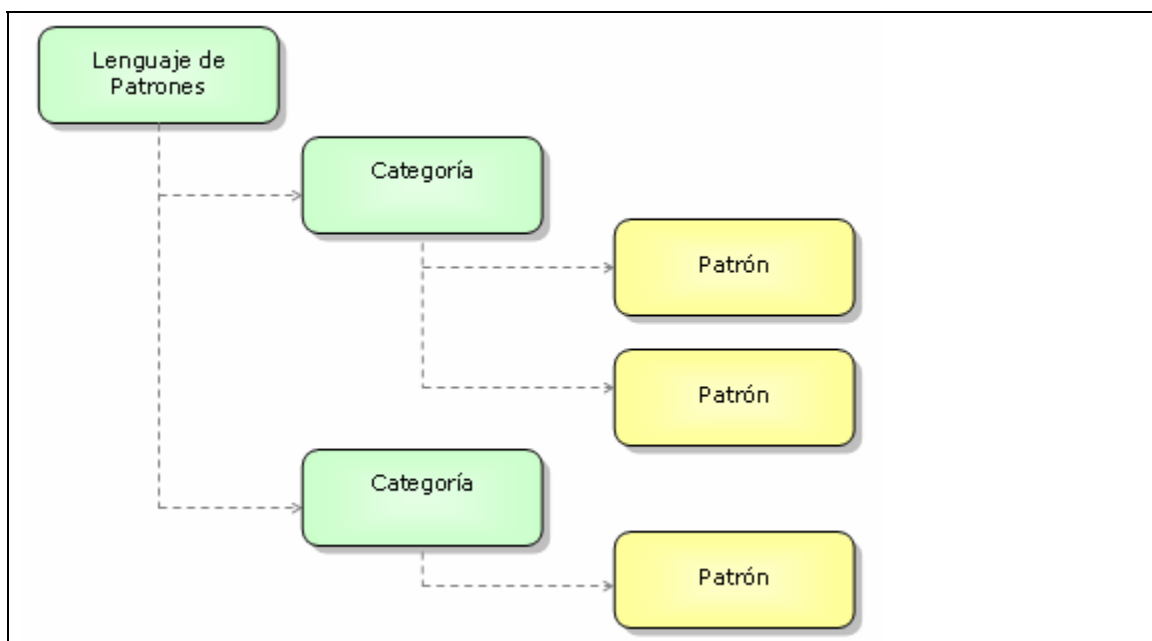 Lenguaje de
Patrones
Categoría
Patrón
Patrón
Categoría
Patrón